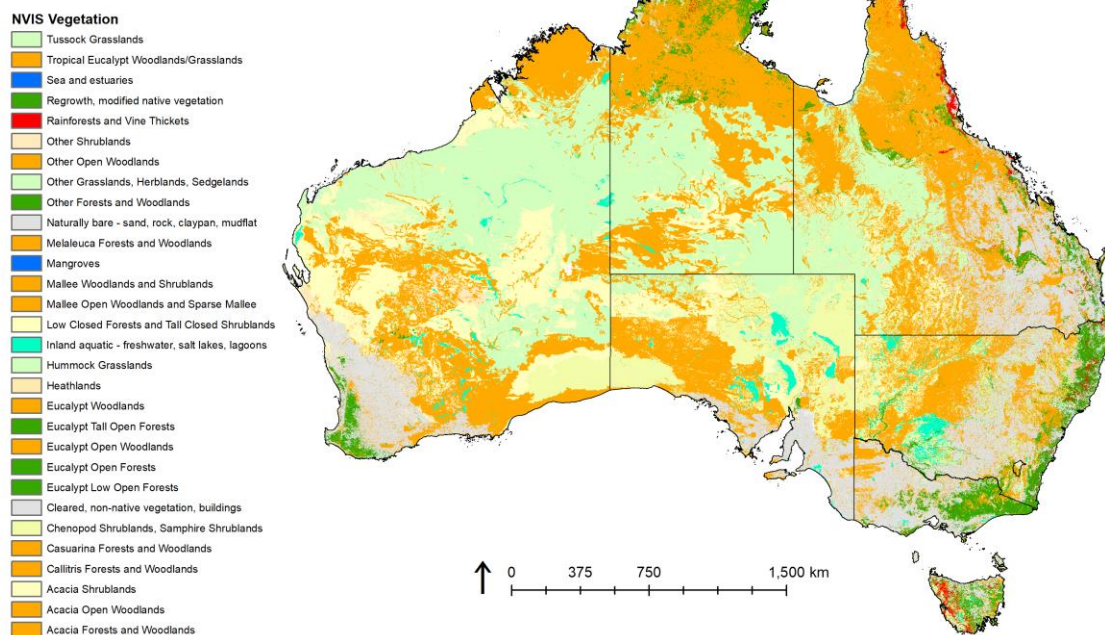 NVIS Vegetation
Tussock Grasslands
Tropical Eucalypt Woodlands/Grasslands
Sea and estuaries
Regrowth, modified native vegetation
Rainforests and Vine Thickets
Other Shrublands
Other Open Woodlands
Other Grasslands, Herblands, Sedgelands
Other Forests and Woodlands
Naturally bare - sand, rock, claypan, mudflat
Melaleuca Forests and Woodlands
Mangroves
Mallee Woodlands and Shrublands
Mallee Open Woodlands and Sparse Mallee
Low Closed Forests and Tall Closed Shrublands
Inland aquatic - freshwater, salt lakes, lagoons
Hummock Grasslands
Heathlands
Eucalypt Woodlands
Eucalypt Tall Open Forests
Eucalypt Open Woodlands
Eucalypt Open Forests
Eucalypt Low Open Forests
Cleared, non-native vegetation, buildings
Chenopod Shrublands, Samphire Shrublands
Casuarina Forests and Woodlands
Callitris Forests and Woodlands
Acacia Shrublands
Acacia Open Woodlands
Acacia Forests and Woodlands
0 375 750 1,500 km